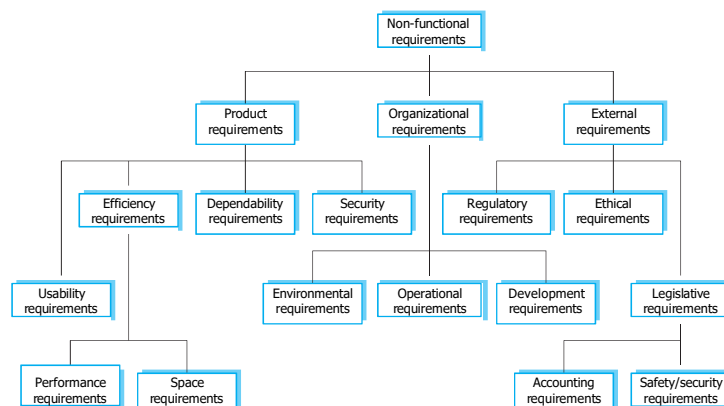 Non-functional
requirements
Product
requirements
Organizational
requirements
External
requirements
Efficiency
requirements
Dependability
requirements
Security
requirements
Regulatory
requirements
Ethical
requirements
Usability
requirements
Environmental
requirements
Operational
requirements
Development
requirements
Legislative
requirements
Performance
requirements
Space
requirements
Accounting
requirements
Safety/security
requirements